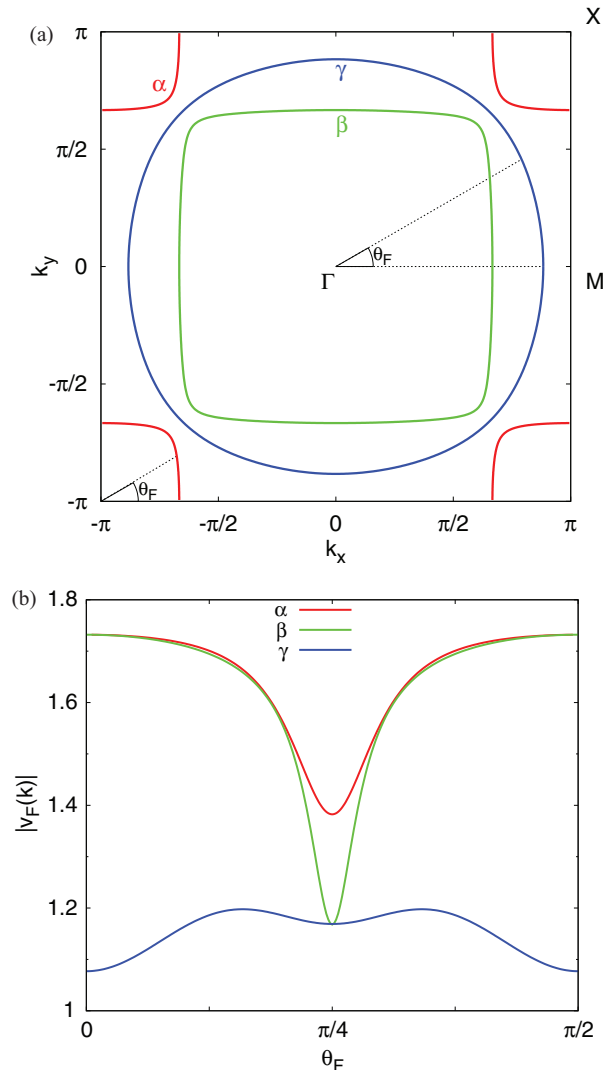 (a)
X
π
α
γ
π/2
β
k_y
0
θ_F
Γ
M
-π/2
-π
θ_F
-π
-π/2
0
π/2
π
k_x
(b)
1.8
α
β
γ
1.6
|v_F(k)|
1.4
1.2
1
0
π/4
π/2
θ_F